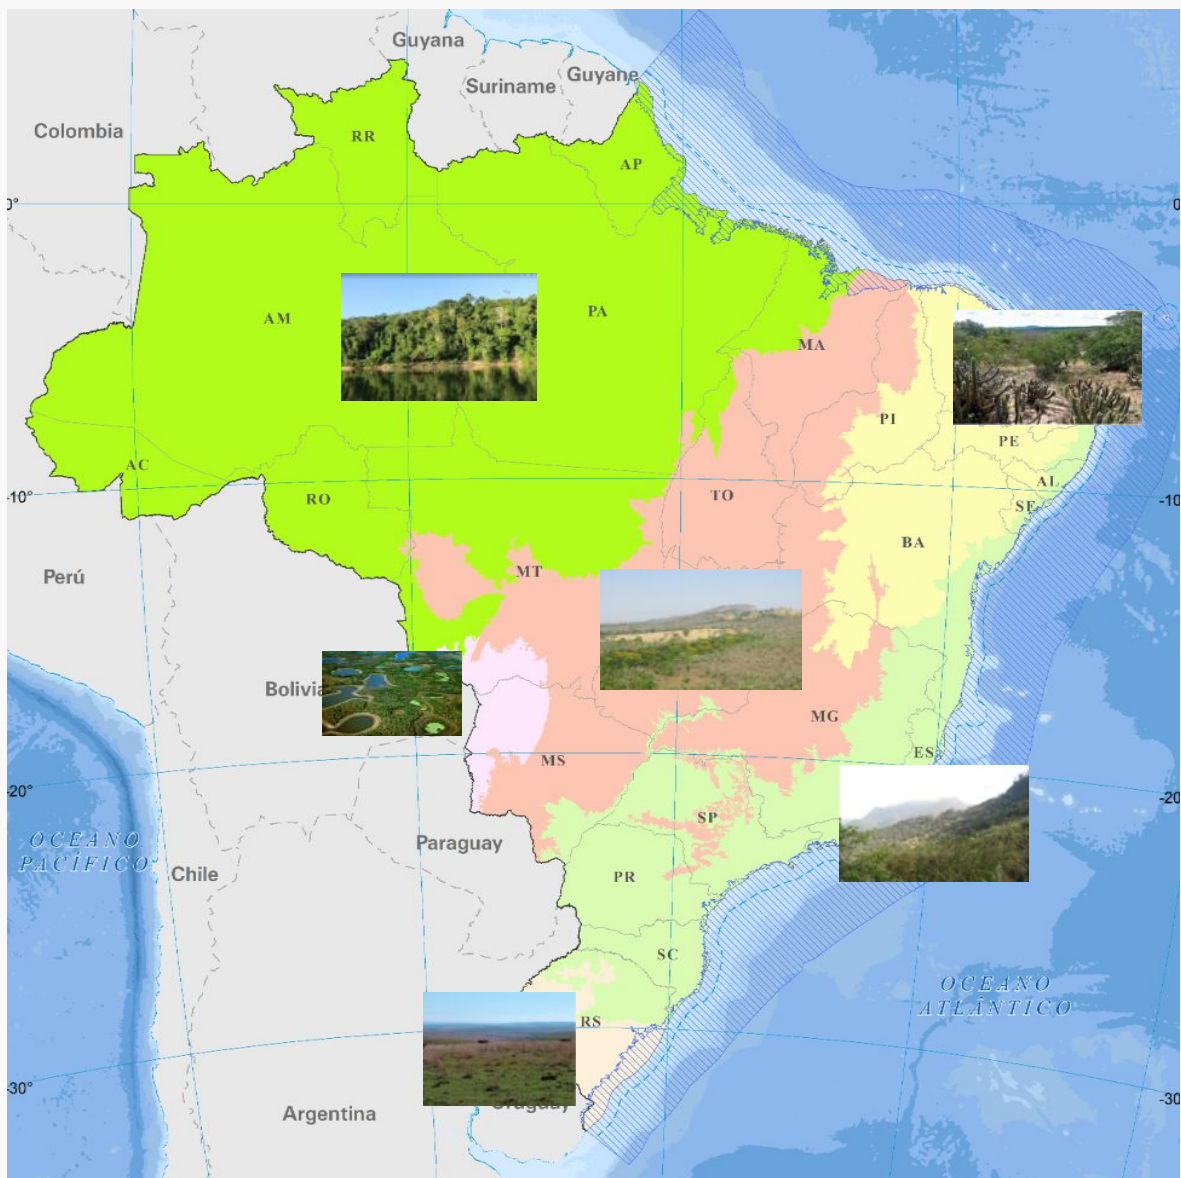 Guyana
Guyane
Suriname
Colombia
RR
AP
0°
0
AM
PA
MA
PI
PE
AC
AL
-10°
RO
TO
SE
-10
BA
MT
Perú
Bolivia
MG
ES
MS
-20°
-20
SP
OCEANO
PACÍFICO
Paraguay
Chile
PR
SC
OCEANO
ATLÂNTICO
RS
-30°
-30
Argentina
Uruguay